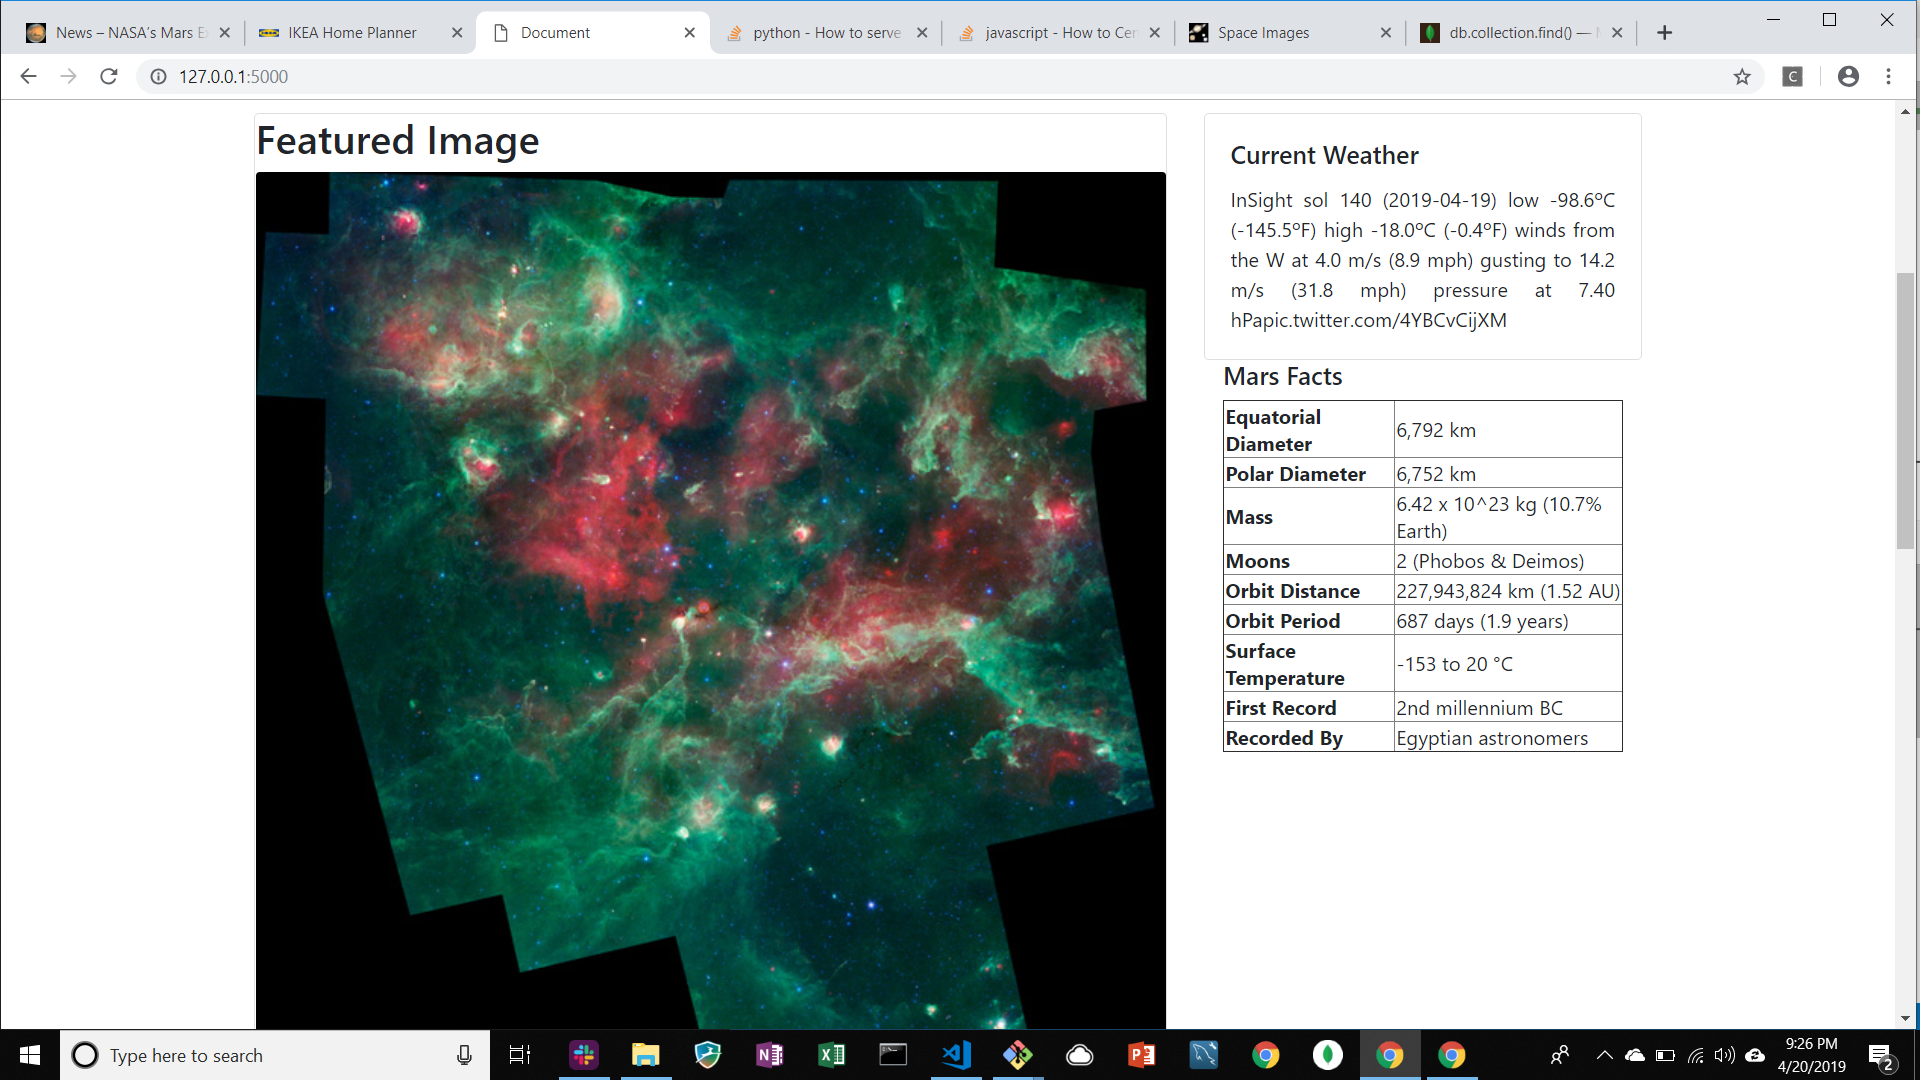 News – NASA's Mars E
IKEA Home Planner
Document
python - How to serve
javascript - How to Cen
Space Images
db.collection.find() —
127.0.0.1:5000
C
Featured Image
Current Weather
InSight sol 140 (2019-04-19) low -98.6ºC
(-145.5ºF) high -18.0ºC (-0.4ºF) winds from
the W at 4.0 m/s (8.9 mph) gusting to 14.2
m/s (31.8 mph) pressure at 7.40
hPapic.twitter.com/4YBCvCijXM
Mars Facts
Equatorial
Diameter
6,792 km
Polar Diameter
6,752 km
Mass
6.42 x 10^23 kg (10.7%
Earth)
Moons
2 (Phobos & Deimos)
Orbit Distance
227,943,824 km (1.52 AU)
Orbit Period
687 days (1.9 years)
Surface
Temperature
-153 to 20 °C
First Record
2nd millennium BC
Recorded By
Egyptian astronomers
Type here to search
9:26 PM
4/20/2019
2